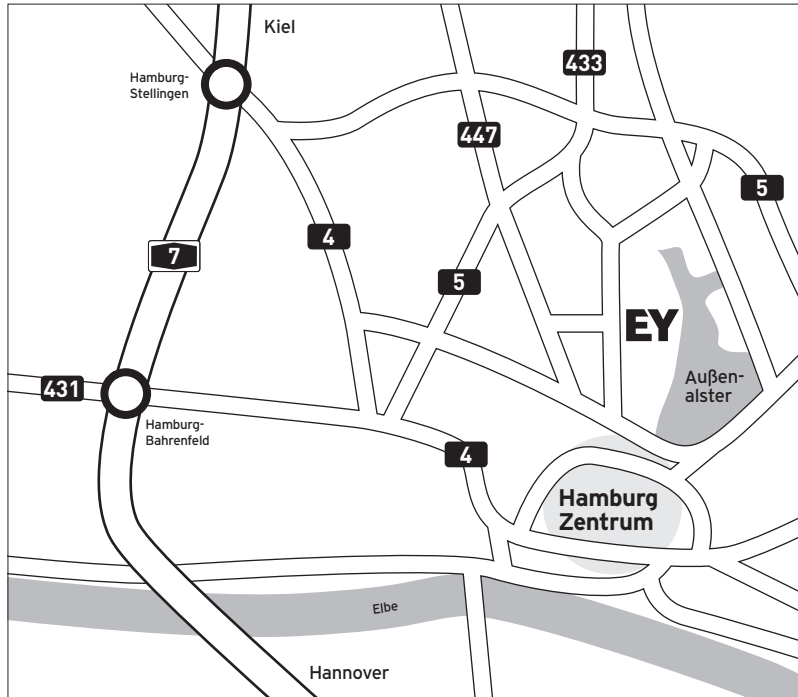 Kiel
433
Hamburg-
Stellingen
447
5
4
7
5
EY
Außen-
alster
431
Hamburg-
Bahrenfeld
4
Hamburg
Zentrum
Elbe
Hannover